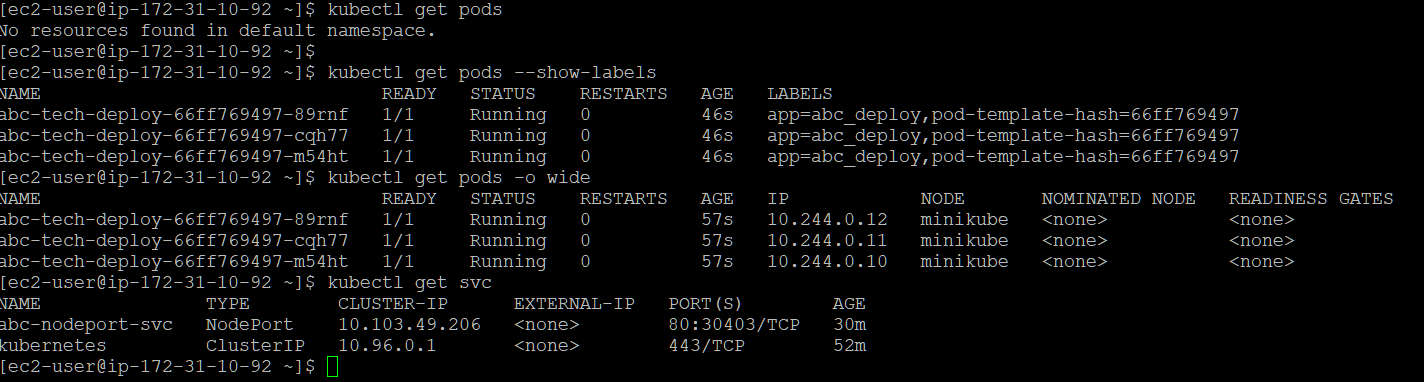 [ec2-user@ip-172-31-10-92 ~]$ kubectl get pods
No resources found in default namespace.
[ec2-user@ip-172-31-10-92 ~]$
[ec2-user@ip-172-31-10-92 ~]$ kubectl get pods --show-labels
NAME READY STATUS RESTARTS AGE LABELS
abc-tech-deploy-66ff769497-89rnf 1/1 Running 0 46s app=abc_deploy,pod-template-hash=66ff769497
abc-tech-deploy-66ff769497-cqh77 1/1 Running 0 46s app=abc_deploy,pod-template-hash=66ff769497
abc-tech-deploy-66ff769497-m54ht 1/1 Running 0 46s app=abc_deploy,pod-template-hash=66ff769497
[ec2-user@ip-172-31-10-92 ~]$ kubectl get pods -o wide
NAME READY STATUS RESTARTS AGE IP NODE NOMINATED NODE READINESS GATES
abc-tech-deploy-66ff769497-89rnf 1/1 Running 0 57s 10.244.0.12 minikube <none> <none>
abc-tech-deploy-66ff769497-cqh77 1/1 Running 0 57s 10.244.0.11 minikube <none> <none>
abc-tech-deploy-66ff769497-m54ht 1/1 Running 0 57s 10.244.0.10 minikube <none> <none>
[ec2-user@ip-172-31-10-92 ~]$ kubectl get svc
NAME TYPE CLUSTER-IP EXTERNAL-IP PORT(S) AGE
abc-nodeport-svc NodePort 10.103.49.206 <none> 80:30403/TCP 30m
kubernetes ClusterIP 10.96.0.1 <none> 443/TCP 52m
[ec2-user@ip-172-31-10-92 ~]$